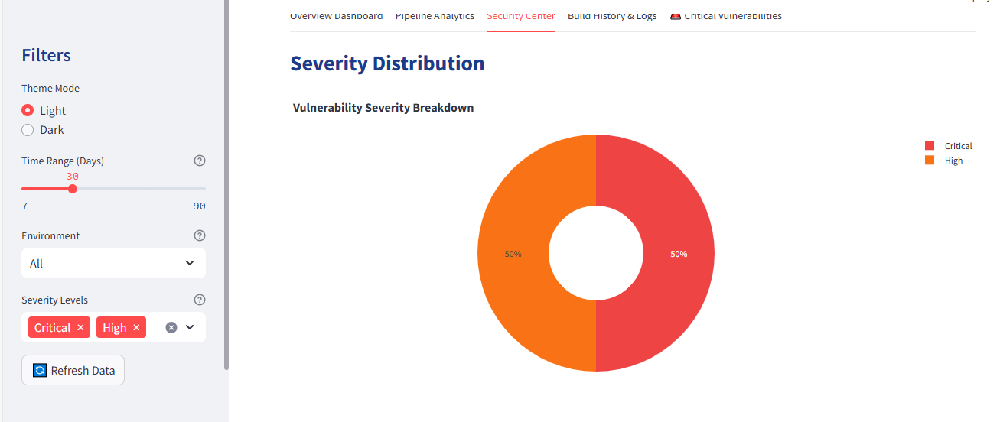 Overview Dashboard
Pipeline Analytics
Security Center
Build History & Logs
Critical Vulnerabilities
Filters
Theme Mode
Light
Dark
Time Range (Days)
30
7
90
Environment
All
Severity Levels
Critical
High
Refresh Data
Severity Distribution
Vulnerability Severity Breakdown
50%
50%
Critical
High